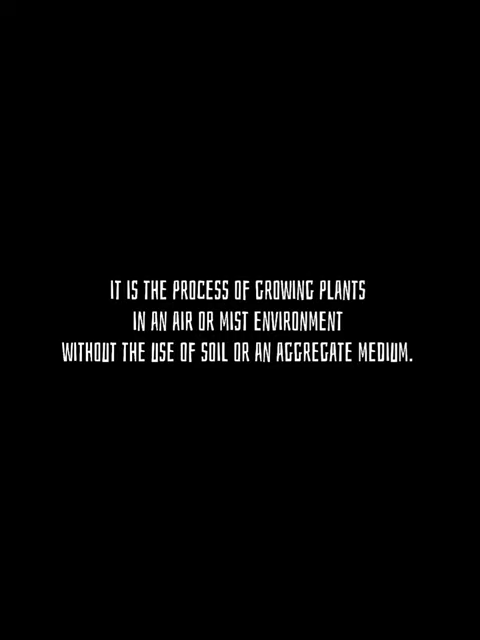 IT IS THE PROCESS OF GROWING PLANTS
IN AN AIR OR MIST ENVIRONMENT
WITHOUT THE USE OF SOIL OR AN AGGREGATE MEDIUM.